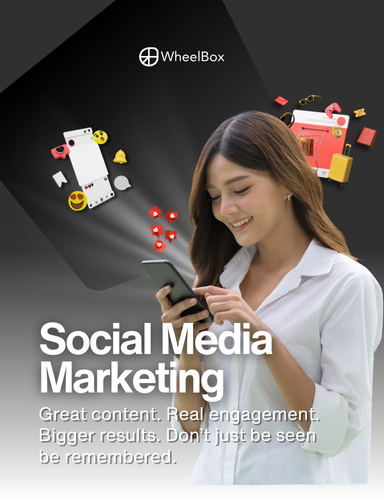 WheelBox
Social Media
Marketing
Great content. Real engagement.
Bigger results. Don't just be seen
be remembered.